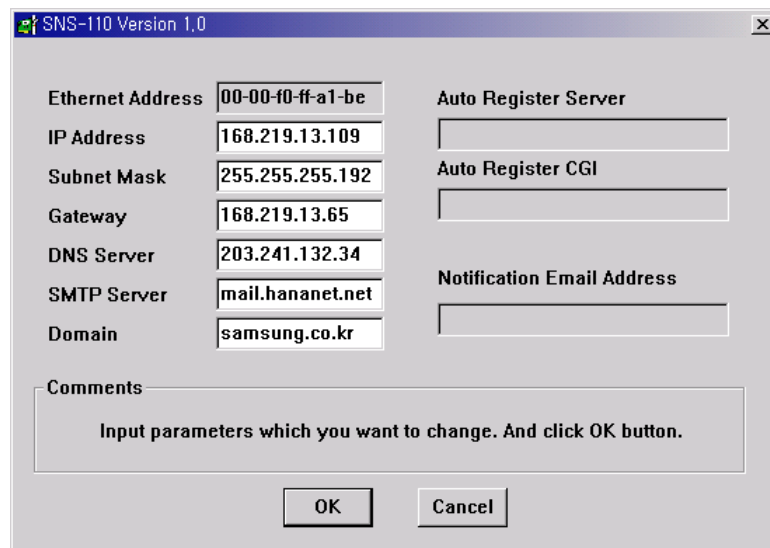 SNS-110 Version 1,0
Ethernet Address 00-00-f0-ff-a1-be
IP Address 168.219.13.109
Subnet Mask 255.255.255.192
Gateway 168.219.13.65
DNS Server 203.241.132.34
SMTP Server mail.hananet.net
Domain samsung.co.kr
Auto Register Server
Auto Register CGI
Notification Email Address
Comments
Input parameters which you want to change. And click OK button.
OK Cancel